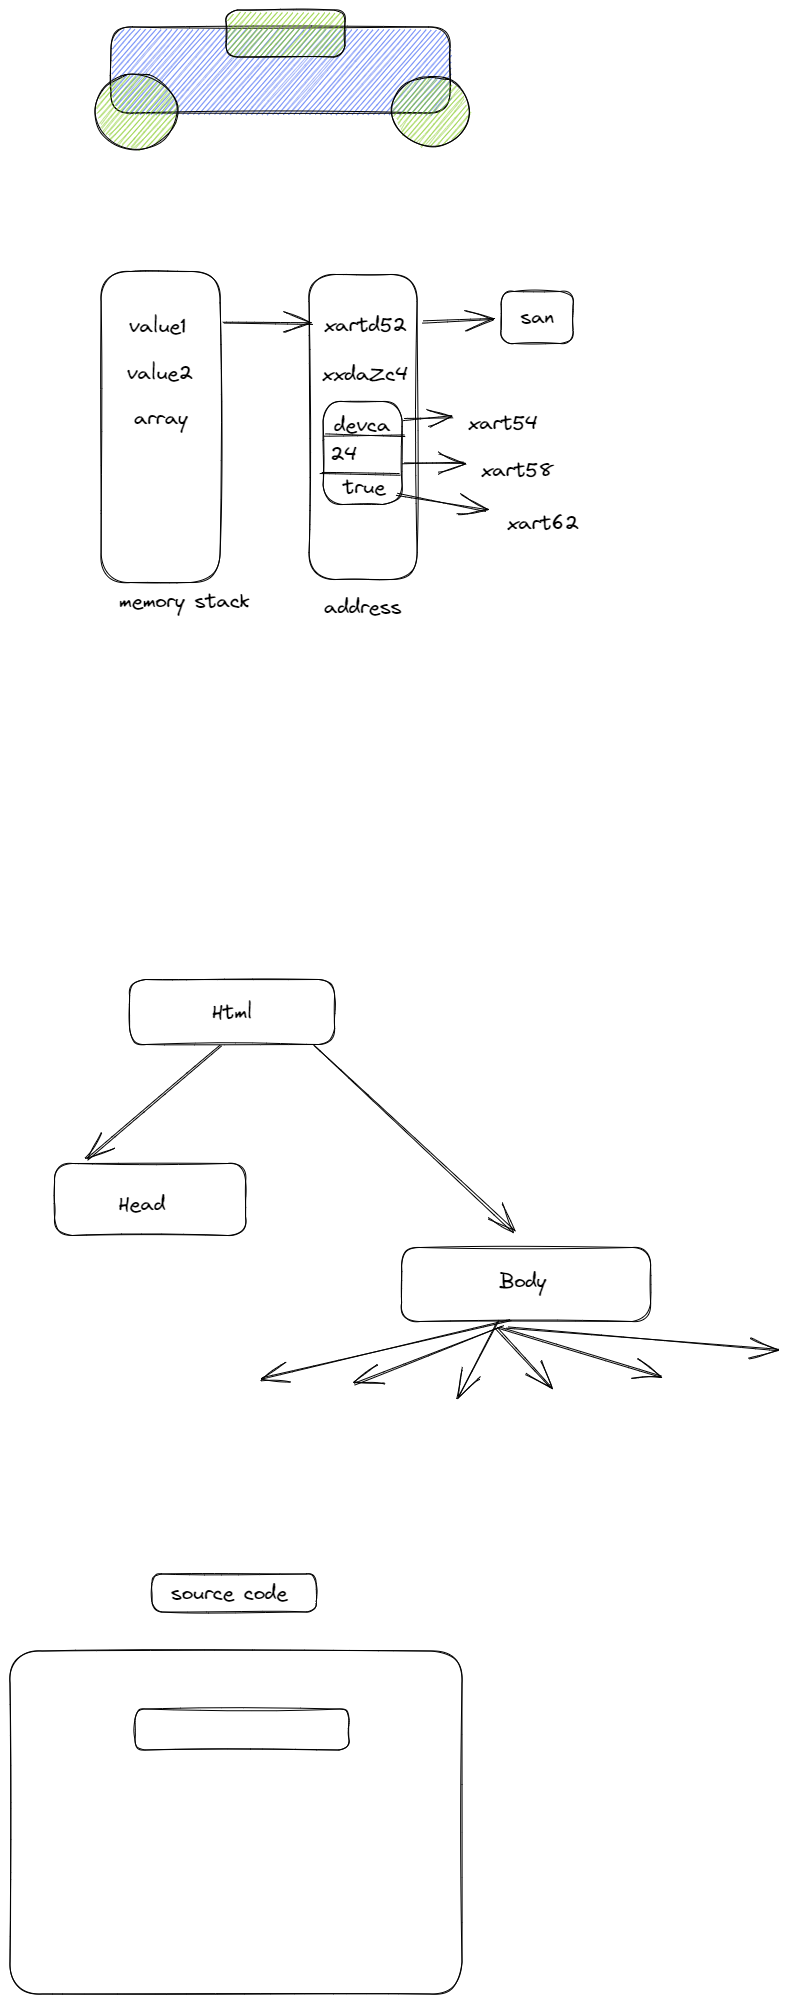 value1
xartd52
san
value2
xxdaZc4
array
devca
xart54
24
xart58
true
xart62
memory stack
address
Html
Head
Body
source code